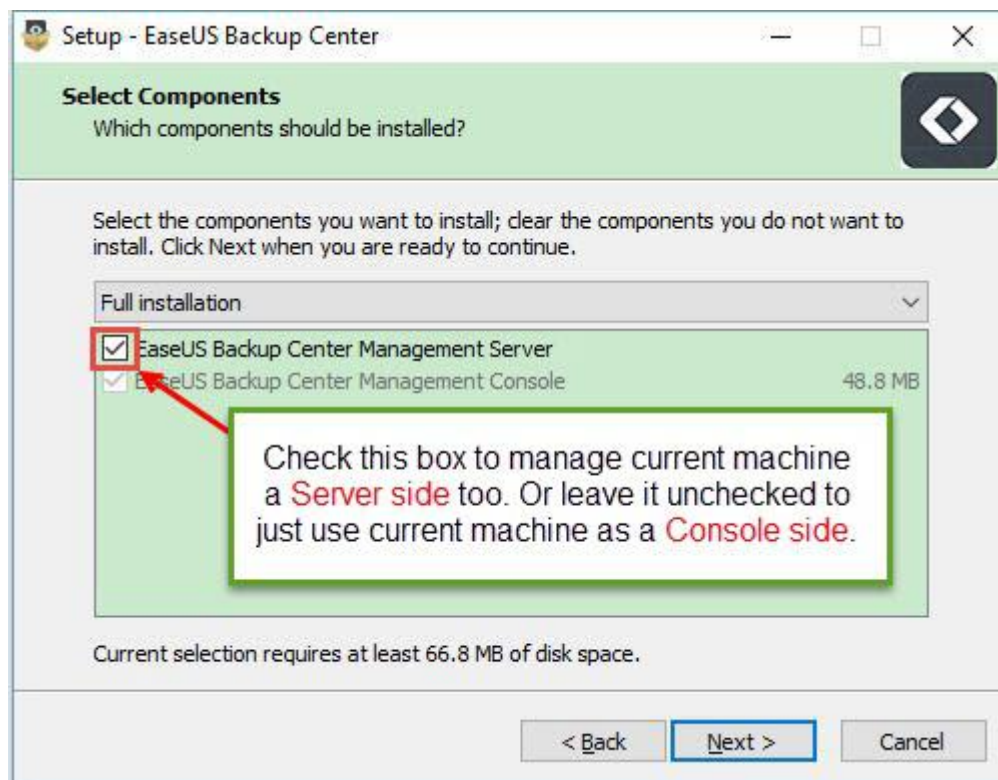 Setup - EaseUS Backup Center
Select Components
Which components should be installed?
Select the components you want to install; clear the components you do not want to
install. Click Next when you are ready to continue.
Full installation
EaseUS Backup Center Management Server
EaseUS Backup Center Management Console 48.8 MB
Check this box to manage current machine
a Server side too. Or leave it unchecked to
just use current machine as a Console side.
Current selection requires at least 66.8 MB of disk space.
< Back Next > Cancel